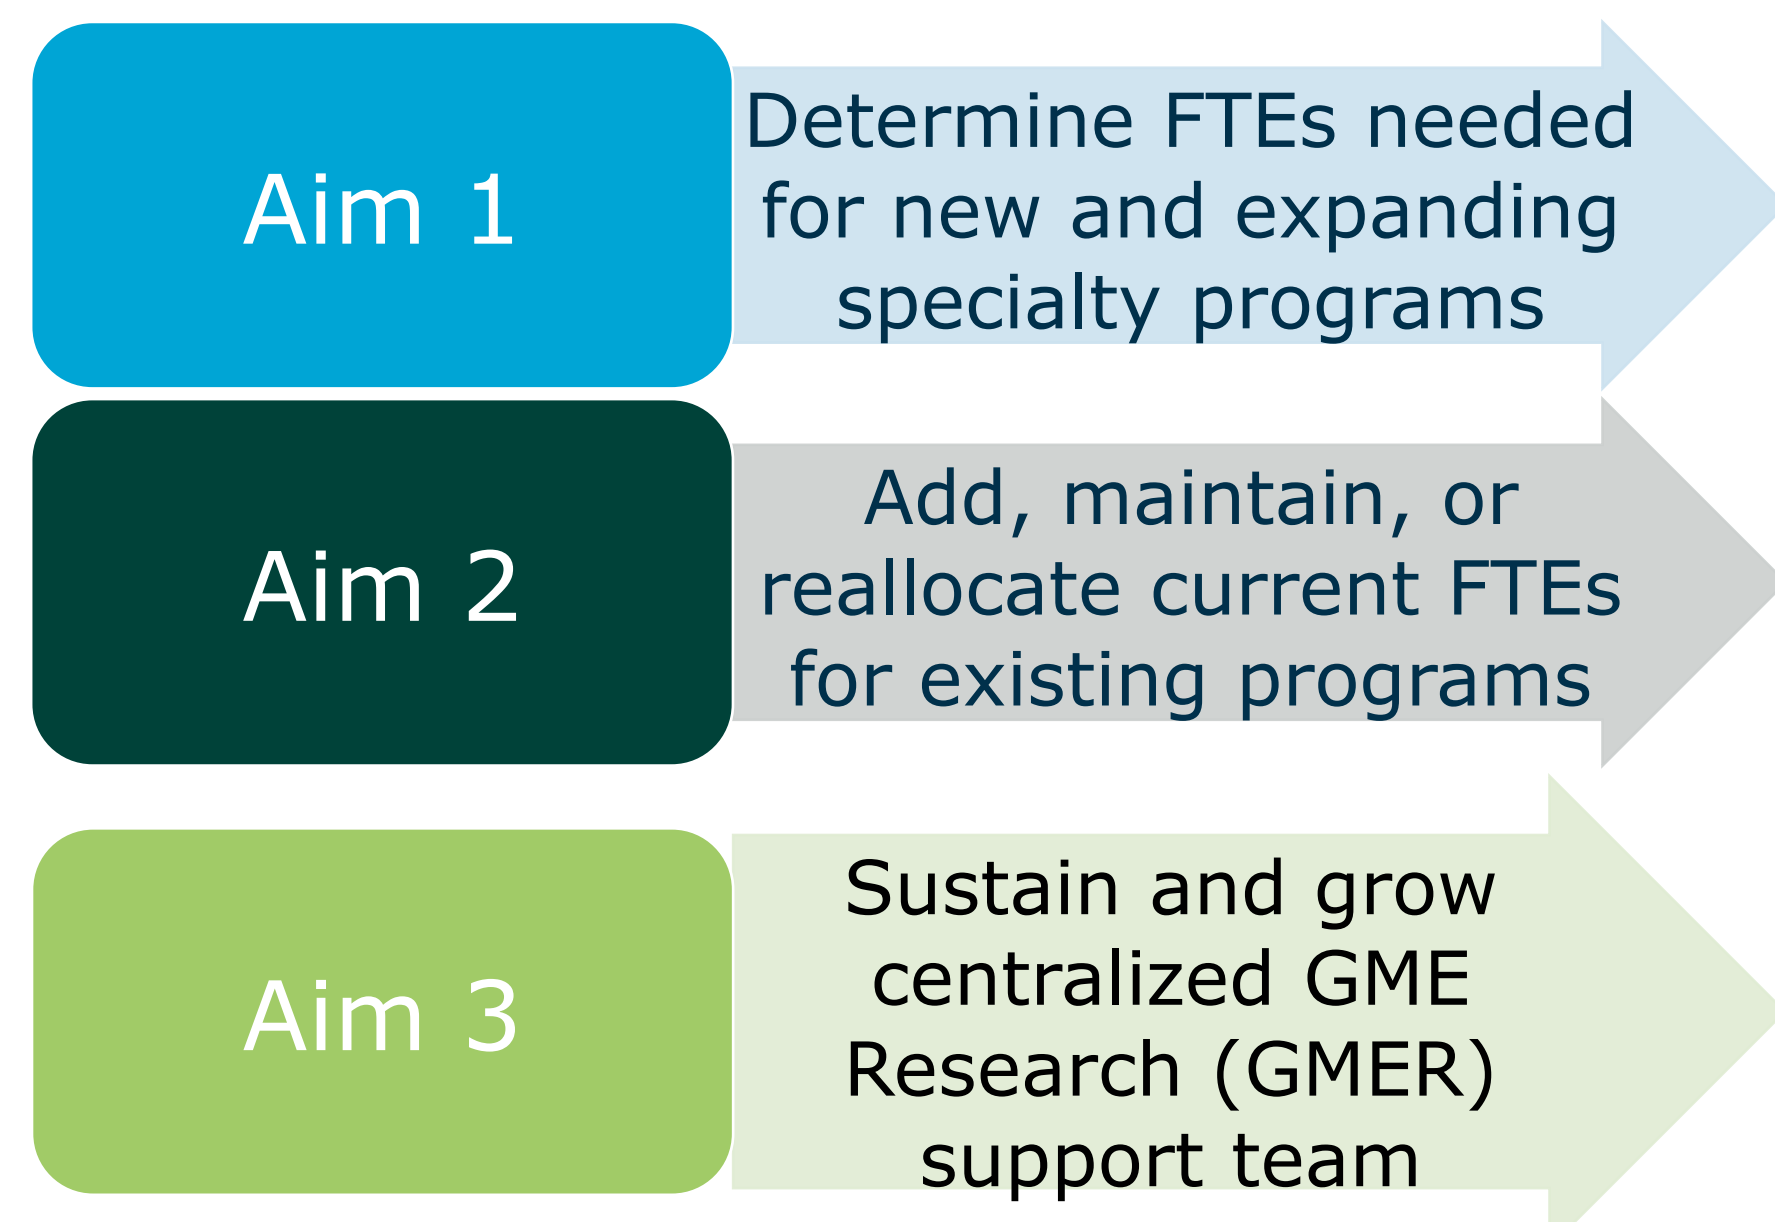 Aim 1
Determine FTEs needed
for new and expanding
specialty programs
Aim 2
Add, maintain, or
reallocate current FTEs
for existing programs
Aim 3
Sustain and grow
centralized GME
Research (GMER)
support team